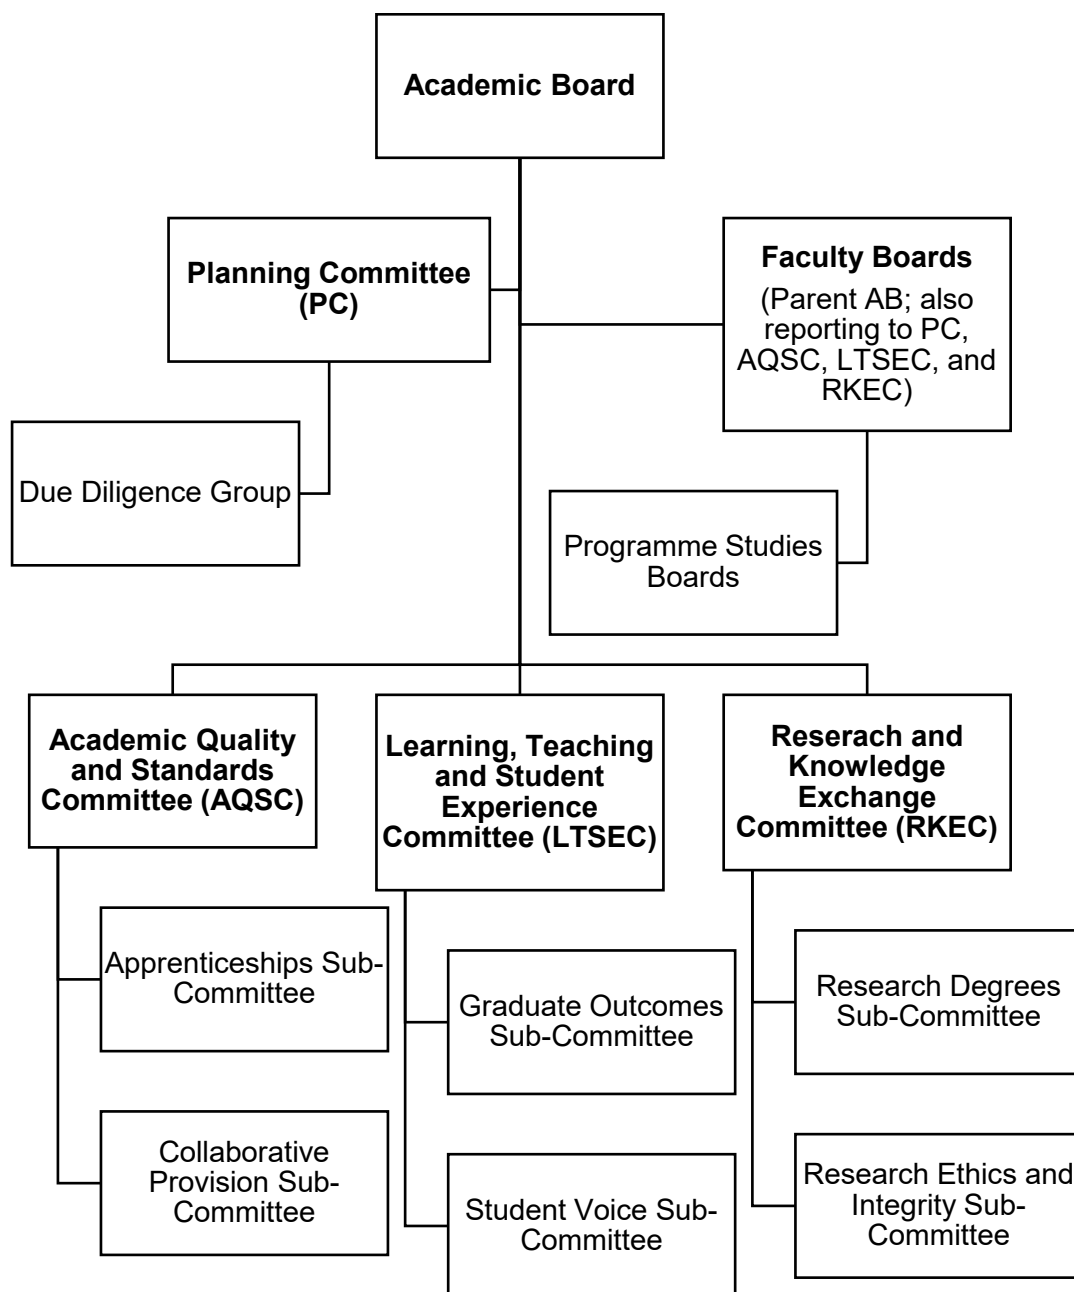 Academic Board
Planning Committee
(PC)
Faculty Boards
(Parent AB; also
reporting to PC,
AQSC, LTSEC, and
RKEC)
Due Diligence Group
Programme Studies
Boards
Academic Quality
and Standards
Committee (AQSC)
Learning, Teaching
and Student
Experience
Committee (LTSEC)
Reserach and
Knowledge
Exchange
Committee (RKEC)
Apprenticeships Sub-
Committee
Graduate Outcomes
Sub-Committee
Research Degrees
Sub-Committee
Collaborative
Provision Sub-
Committee
Student Voice Sub-
Committee
Research Ethics and
Integrity Sub-
Committee